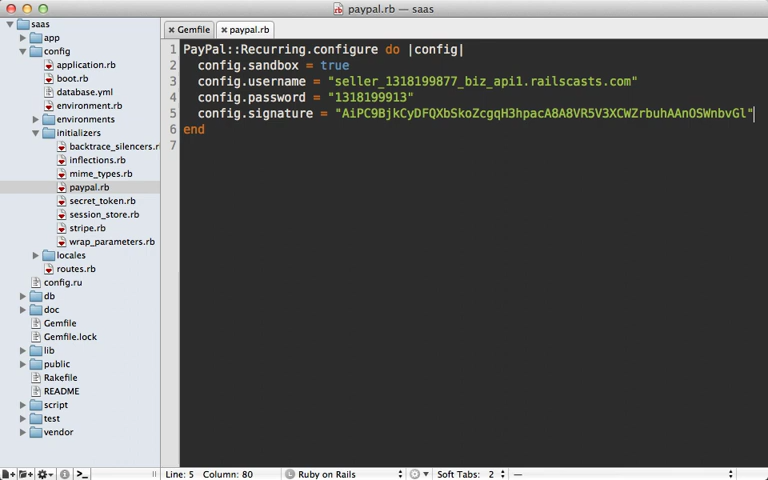 paypal.rb — saas
saas
app
config
application.rb
boot.rb
database.yml
environment.rb
environments
initializers
backtrace_silencers.r
inflections.rb
mime_types.rb
paypal.rb
secret_token.rb
session_store.rb
stripe.rb
wrap_parameters.rb
locales
routes.rb
config.ru
db
doc
Gemfile
Gemfile.lock
lib
public
Rakefile
README
script
test
vendor
Gemfile
paypal.rb
1 PayPal::Recurring.configure do |config|
2 config.sandbox = true
3 config.username = "seller_1318199877_biz_api1.railscasts.com"
4 config.password = "1318199913"
5 config.signature = "AiPC9BjkCyDFQXbSkoZcgqH3hpacA8A8VR5V3XCWZrbuhAAnOSWnbvGl"
6 end
7
Line: 5 Column: 80
Ruby on Rails
Soft Tabs: 2
—